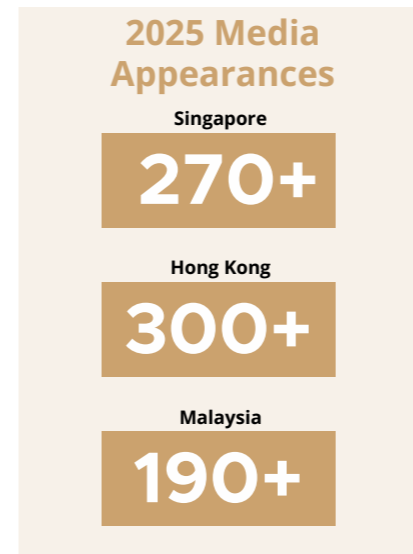 2025 Media
Appearances
Singapore
270+
Hong Kong
300+
Malaysia
190+